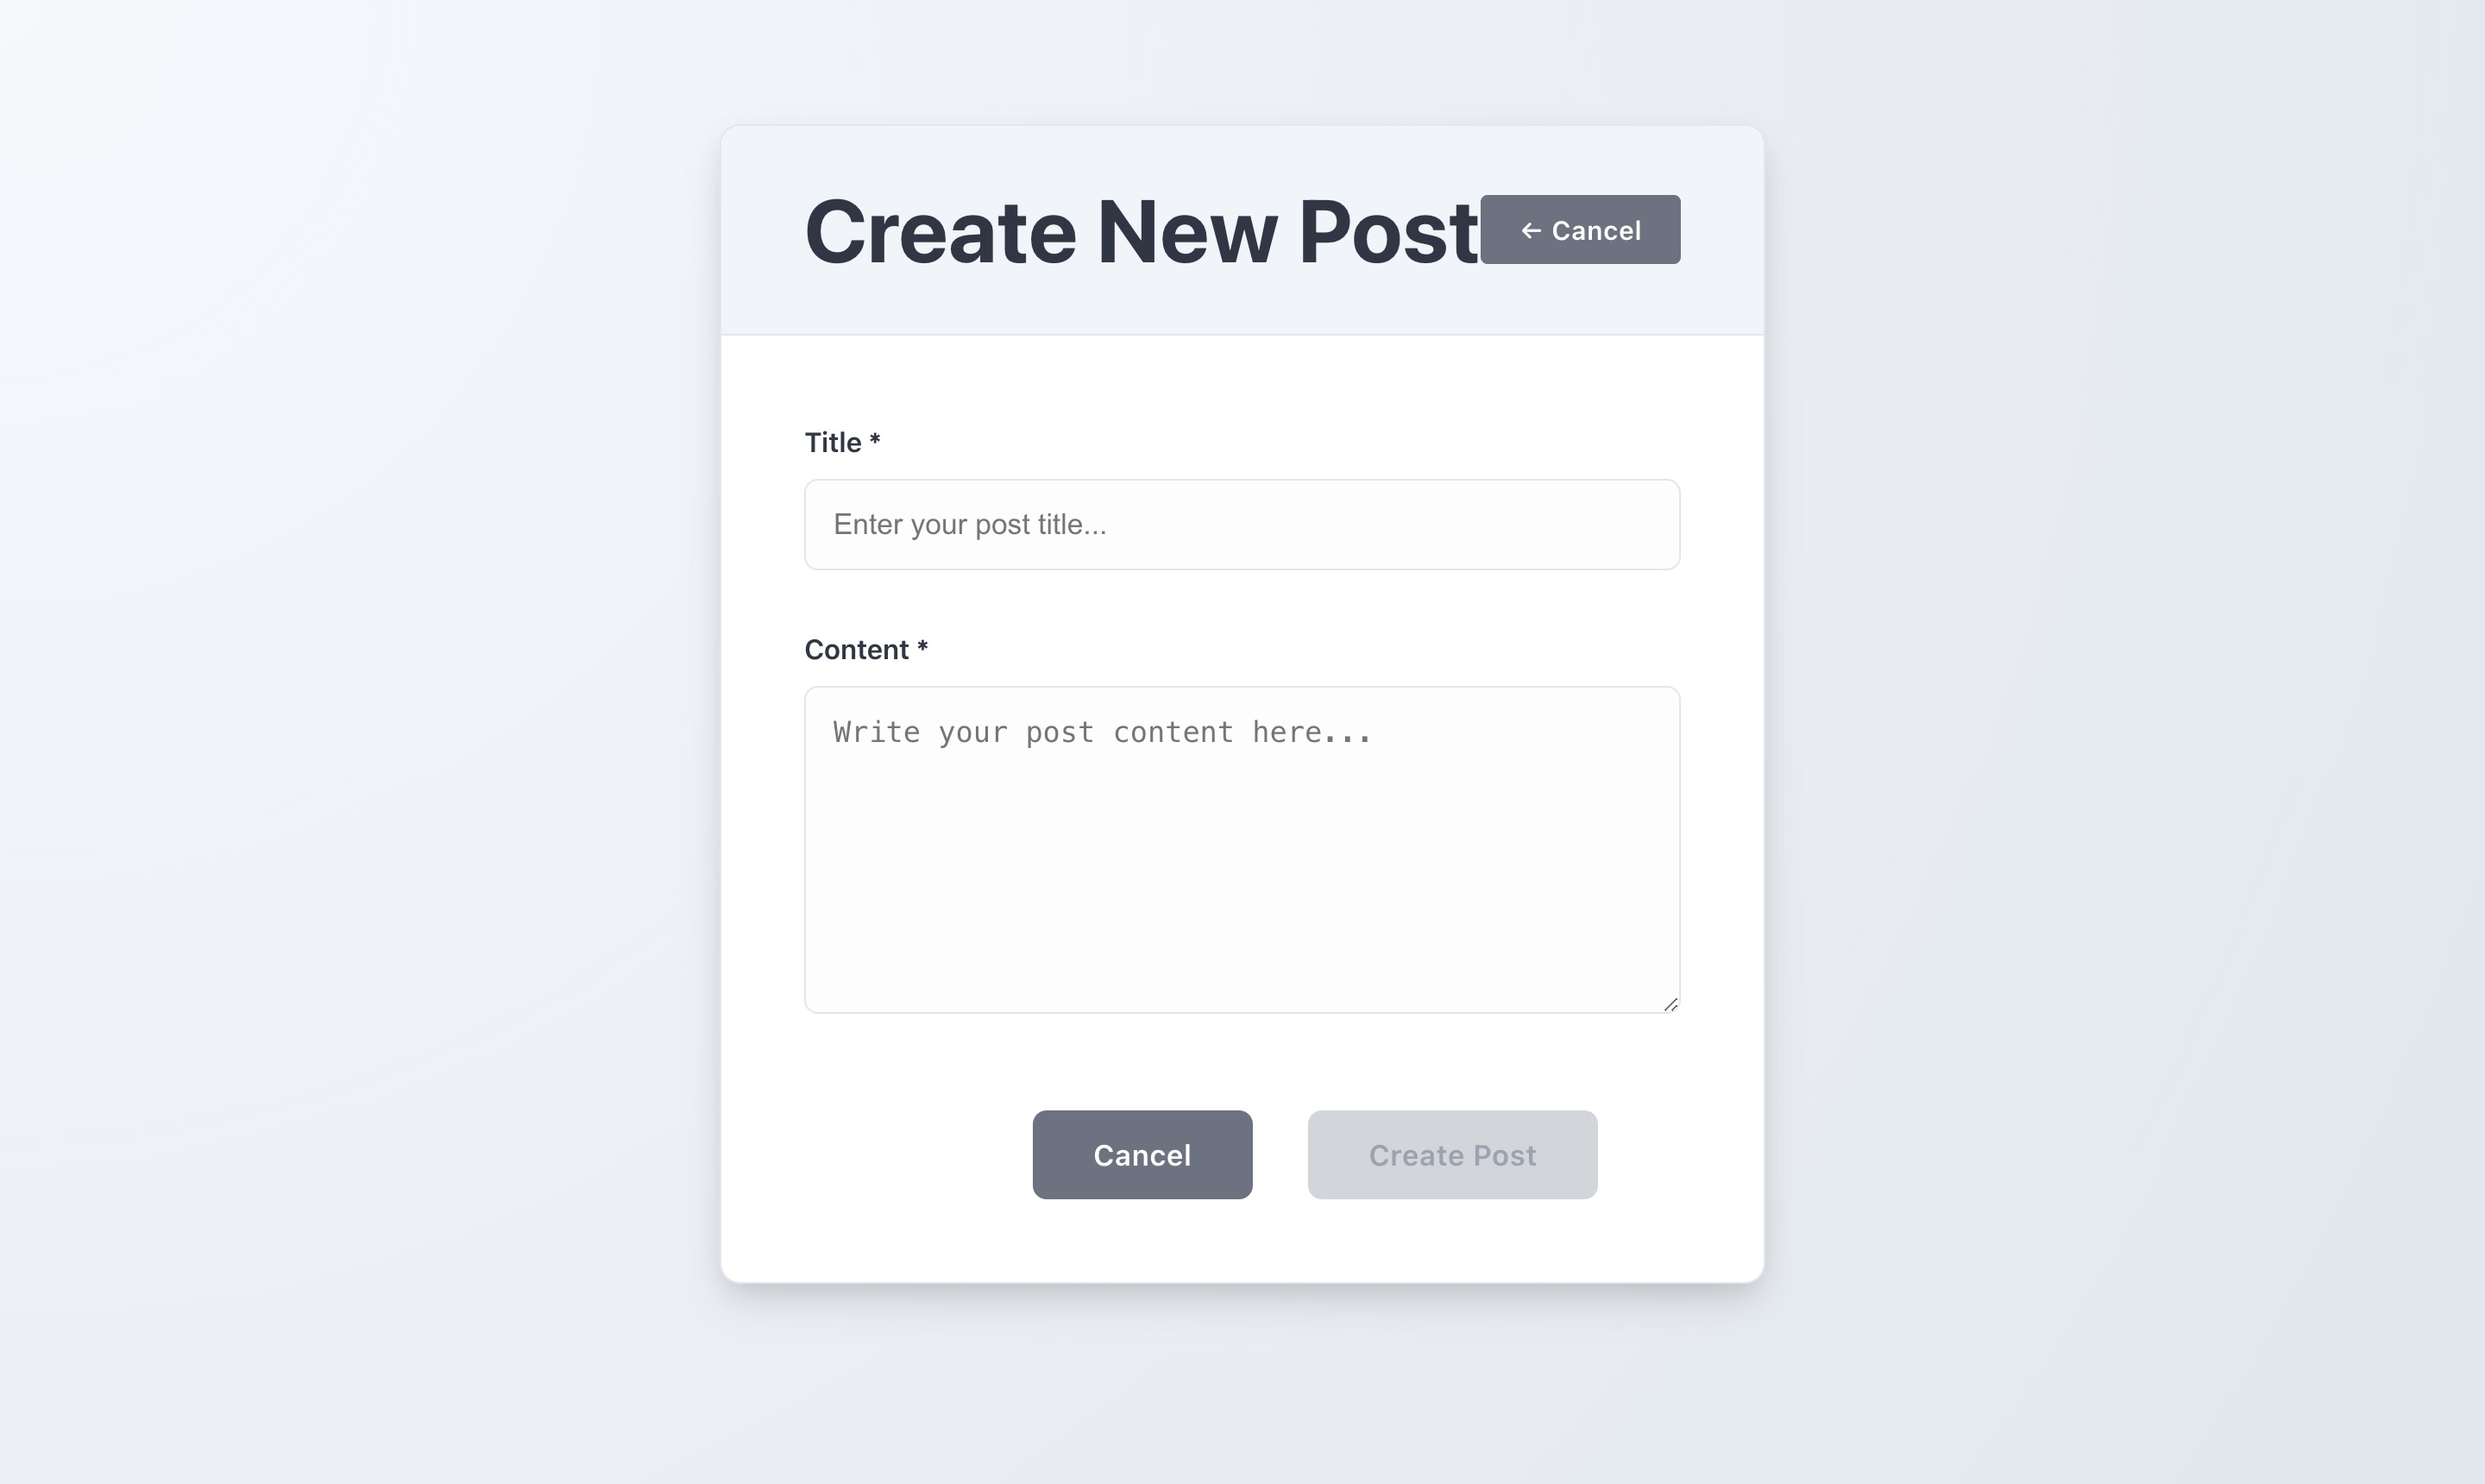 Create New Post
← Cancel
Title *
Enter your post title...
Content *
Write your post content here...
Cancel
Create Post